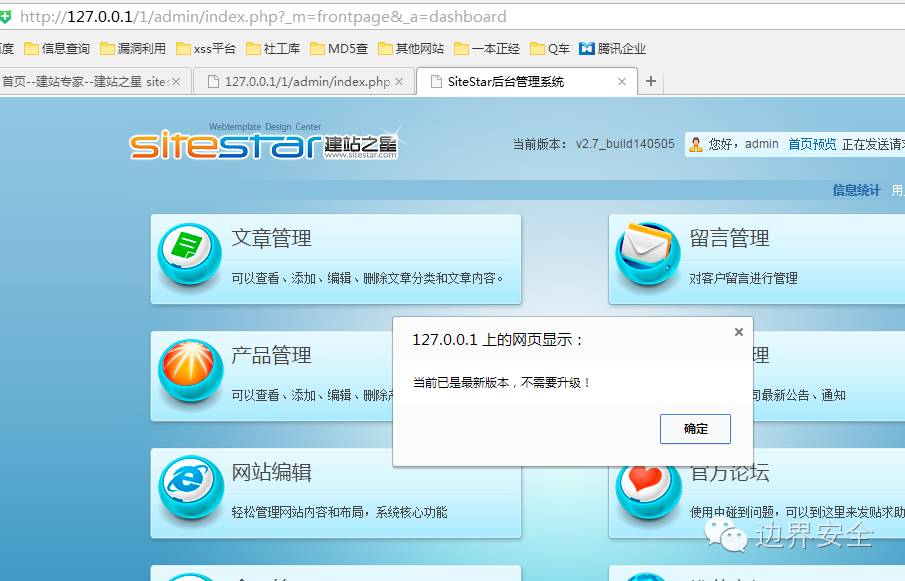 http://127.0.0.1/1/admin/index.php?_m=frontpage&_a=dashboard
度 信息查询 漏洞利用 xss平台 社工库 MD5查 其他网站 一本正经 Q车 腾讯企业
首页--建站专家--建站之星 site
127.0.0.1/1/admin/index.php
SiteStar后台管理系统
Webtemplate Design Center
sitestar建站之星
www.sitestar.com
当前版本： v2.7_build140505
您好，admin 首页预览 正在发送请求
信息统计 用
文章管理
可以查看、添加、编辑、删除文章分类和文章内容。
留言管理
对客户留言进行管理
产品管理
可以查看、添加、编辑、删除
理
司最新公告、通知
127.0.0.1 上的网页显示：
当前已是最新版本，不需要升级！
确定
网站编辑
轻松管理网站内容和布局，系统核心功能
官方论坛
使用中碰到问题，可以到这里来发贴求助
边界安全